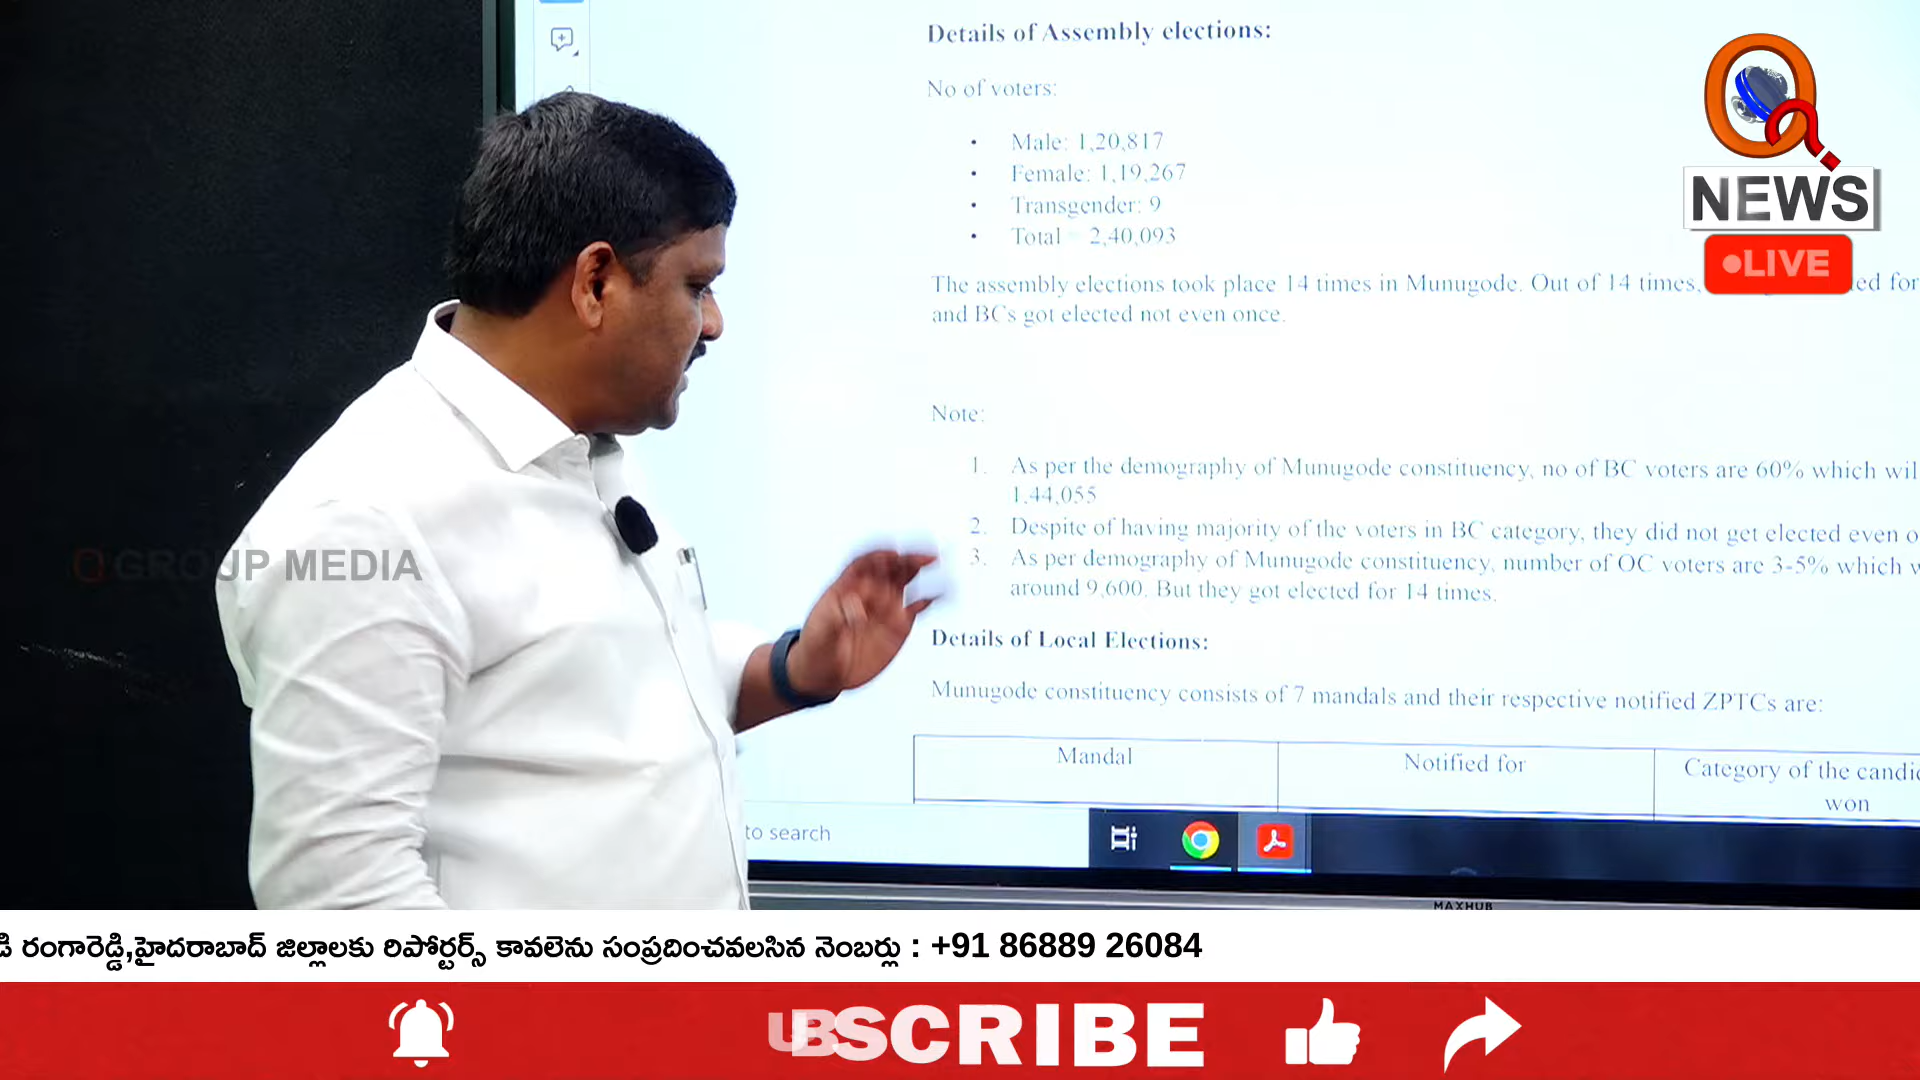 Details of Assembly elections:
No of voters:
• Male: 1,20,817
• Female: 1,19,267
• Transgender: 9
• Total – 2,40,093
The assembly elections took place 14 times in Munugode. Out of 14 times,
and BCs got elected not even once.
Note:
1. As per the demography of Munugode constituency, no of BC voters are 60% which wil
1,44,055
2. Despite of having majority of the voters in BC category, they did not get elected even o
3. As per demography of Munugode constituency, number of OC voters are 3-5% which w
around 9,600. But they got elected for 14 times.
Details of Local Elections:
Munugode constituency consists of 7 mandals and their respective notified ZPTCs are:
Mandal Notified for Category of the candi
won
to search
MAXHUB
Q NEWS
LIVE
Q GROUP MEDIA
డి రంగారెడ్డి,హైదరాబాద్ జిల్లాలకు రిపోర్టర్స్ కావలెను సంప్రదించవలసిన నెంబర్లు : +91 86889 26084
UBSCRIBE